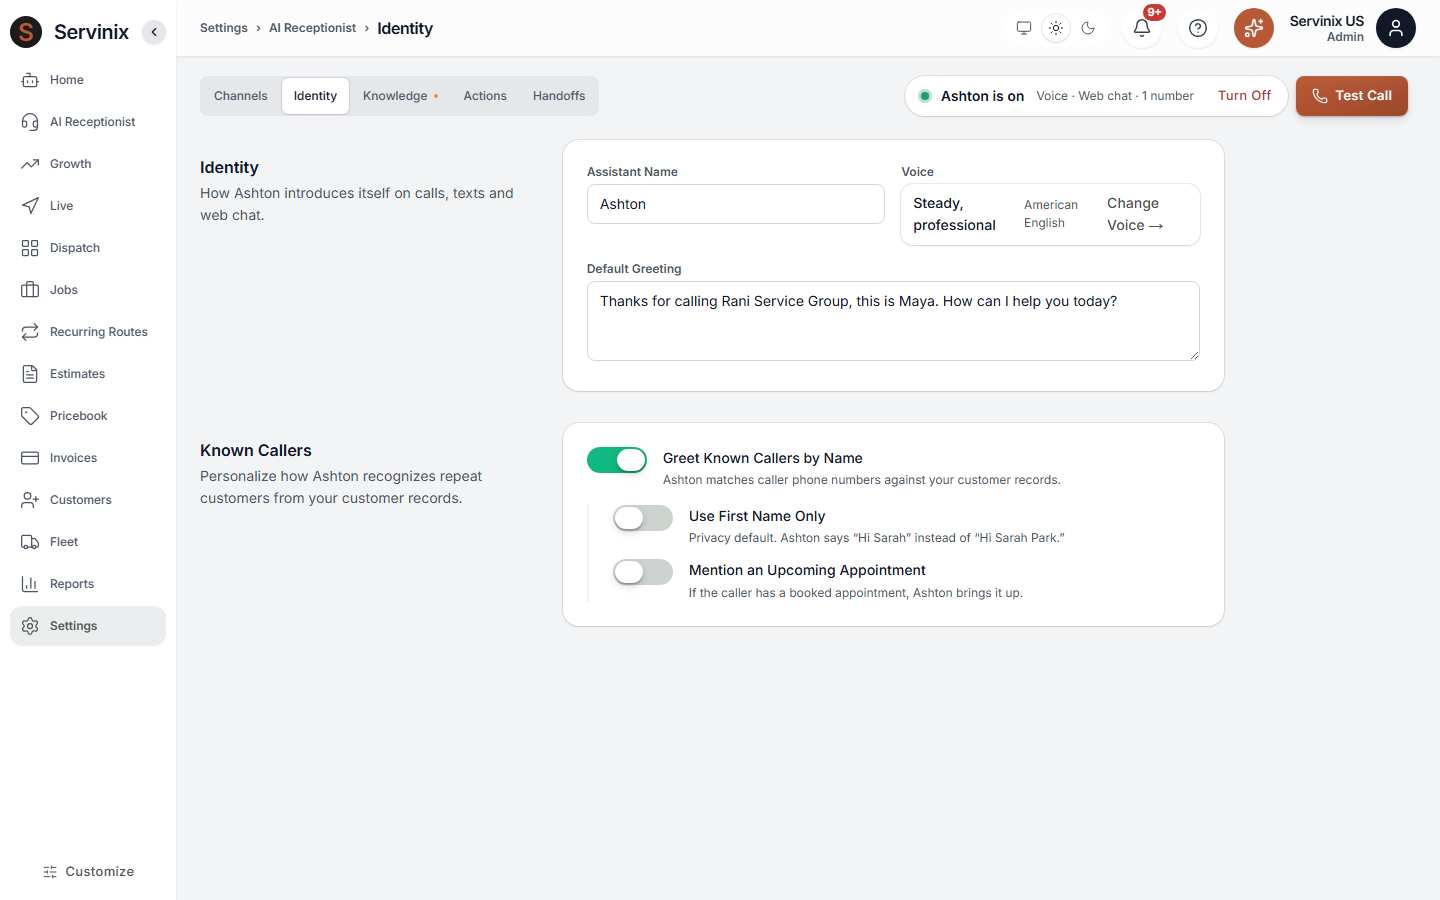 S Servinix
Settings › AI Receptionist › Identity
9+
Servinix US
Admin
Home
AI Receptionist
Growth
Live
Dispatch
Jobs
Recurring Routes
Estimates
Pricebook
Invoices
Customers
Fleet
Reports
Settings
Customize
Channels Identity Knowledge • Actions Handoffs
Ashton is on Voice · Web chat · 1 number Turn Off
Test Call
Identity
How Ashton introduces itself on calls, texts and
web chat.
Assistant Name
Ashton
Voice
Steady,
professional
American
English
Change
Voice →
Default Greeting
Thanks for calling Rani Service Group, this is Maya. How can I help you today?
Known Callers
Personalize how Ashton recognizes repeat
customers from your customer records.
Greet Known Callers by Name
Ashton matches caller phone numbers against your customer records.
Use First Name Only
Privacy default. Ashton says “Hi Sarah” instead of “Hi Sarah Park.”
Mention an Upcoming Appointment
If the caller has a booked appointment, Ashton brings it up.